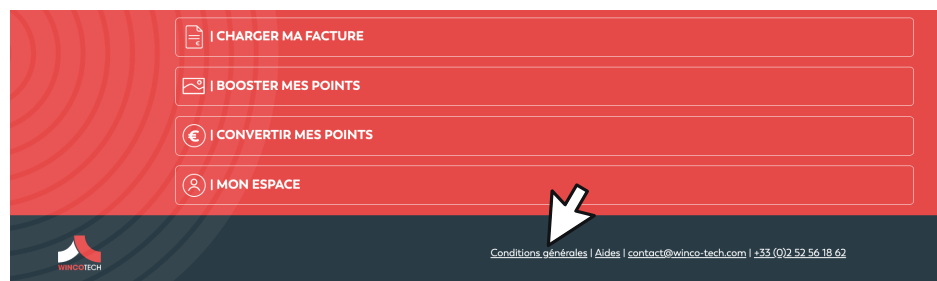 | CHARGER MA FACTURE
| BOOSTER MES POINTS
€ | CONVERTIR MES POINTS
| MON ESPACE
WINCOTECH
Conditions générales | Aides | contact@winco-tech.com | +33 (0)2 52 56 18 62